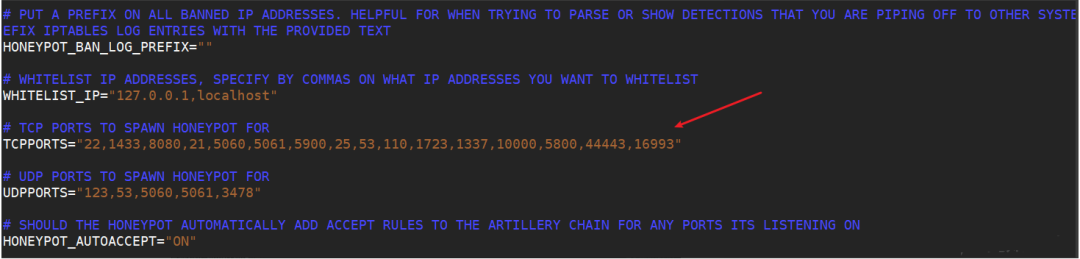 # PUT A PREFIX ON ALL BANNED IP ADDRESSES. HELPFUL FOR WHEN TRYING TO PARSE OR SHOW DETECTIONS THAT YOU ARE PIPING OFF TO OTHER SYSTE
EFIX IPTABLES LOG ENTRIES WITH THE PROVIDED TEXT
HONEYPOT_BAN_LOG_PREFIX=""
# WHITELIST IP ADDRESSES, SPECIFY BY COMMAS ON WHAT IP ADDRESSES YOU WANT TO WHITELIST
WHITELIST_IP="127.0.0.1,localhost"
# TCP PORTS TO SPAWN HONEYPOT FOR
TCPPORTS="22,1433,8080,21,5060,5061,5900,25,53,110,1723,1337,10000,5800,44443,16993"
# UDP PORTS TO SPAWN HONEYPOT FOR
UDPPORTS="123,53,5060,5061,3478"
# SHOULD THE HONEYPOT AUTOMATICALLY ADD ACCEPT RULES TO THE ARTILLERY CHAIN FOR ANY PORTS ITS LISTENING ON
HONEYPOT_AUTOACCEPT="ON"